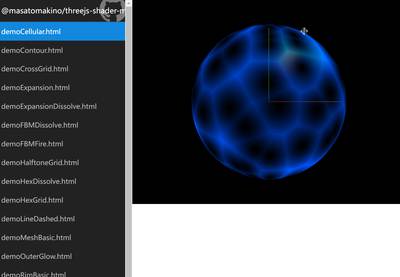 @masatomakino/threejs-shader-m
demoCellular.html
demoContour.html
demoCrossGrid.html
demoExpansion.html
demoExpansionDissolve.html
demoFBMDissolve.html
demoFBMFire.html
demoHalftoneGrid.html
demoHexDissolve.html
demoHexGrid.html
demoLineDashed.html
demoMeshBasic.html
demoOuterGlow.html
demoRimBasic.html